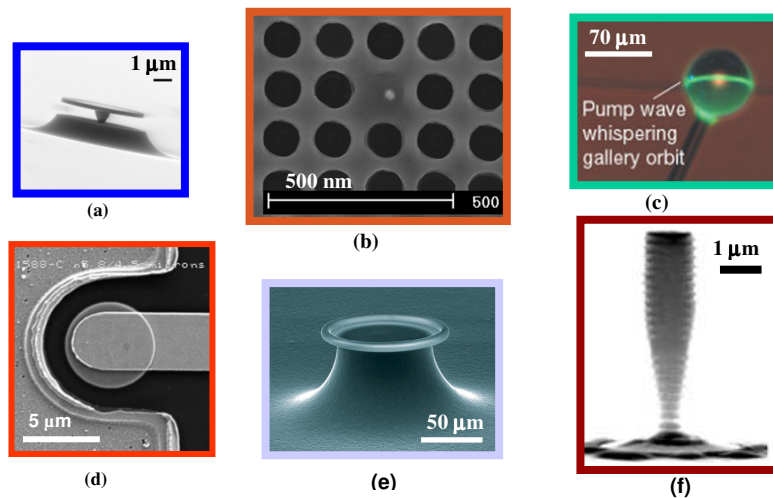 1 μm
(a)
500 nm
500
(b)
70 μm
Pump wave
whispering
gallery orbit
(c)
5 μm
(d)
50 μm
(e)
1 μm
(f)